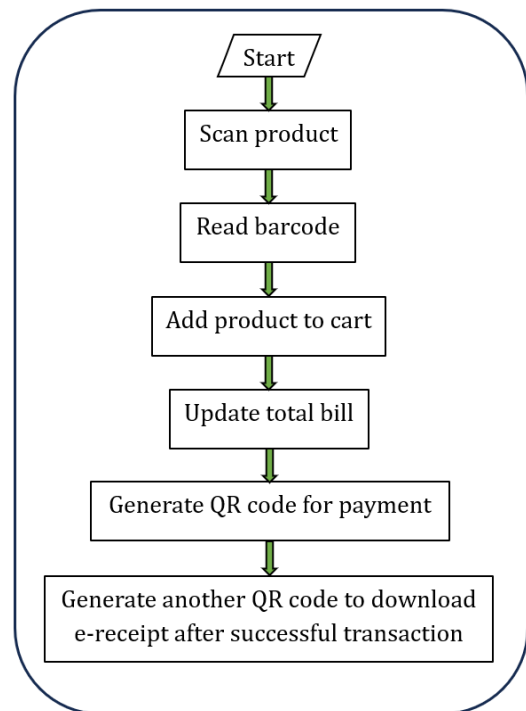 Start
Scan product
Read barcode
Add product to cart
Update total bill
Generate QR code for payment
Generate another QR code to download
e-receipt after successful transaction